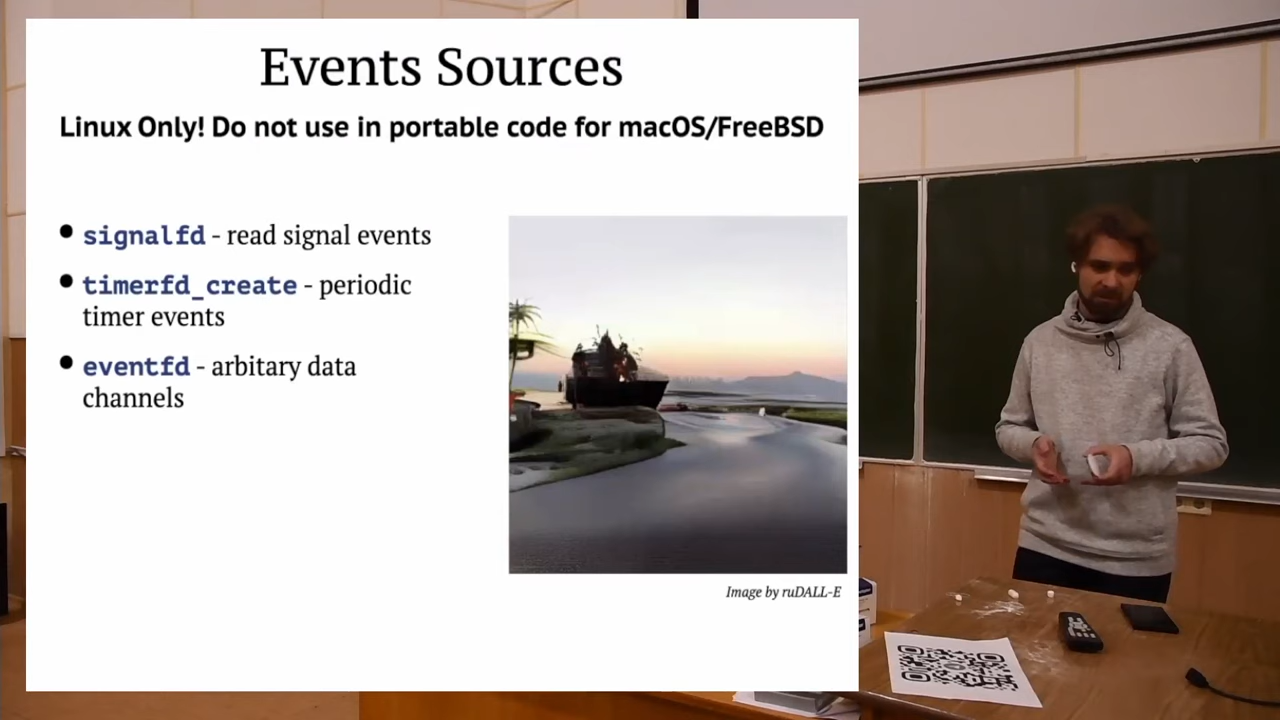 Events Sources
Linux Only! Do not use in portable code for macOS/FreeBSD
• signalfd - read signal events
• timerfd_create - periodic
timer events
• eventfd - arbitary data
channels
Image by ruDALL-E